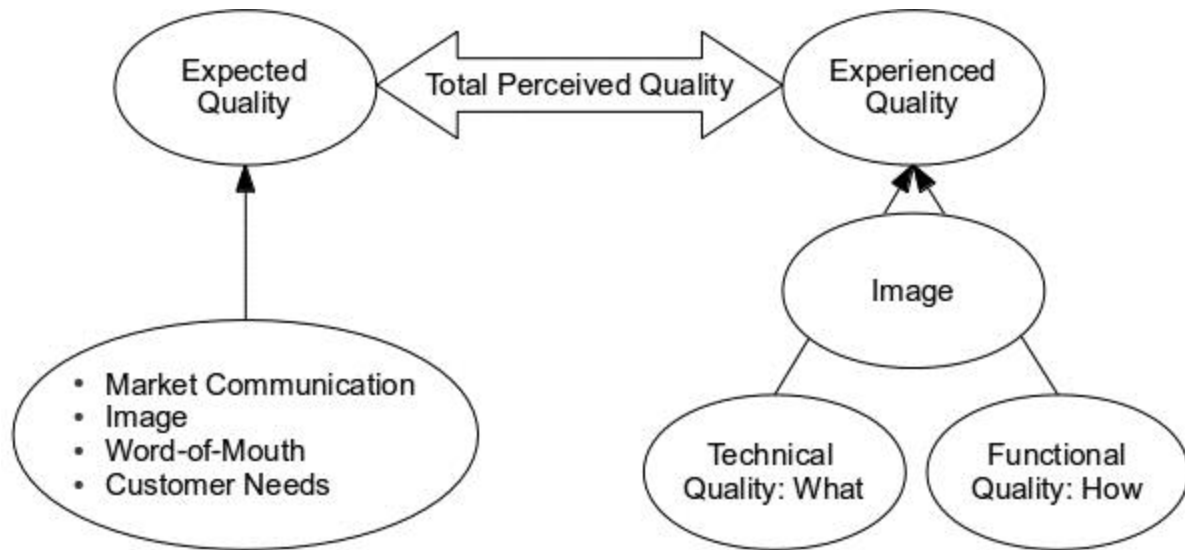 Expected
Quality
Total Perceived Quality
Experienced
Quality
Image
• Market Communication
• Image
• Word-of-Mouth
• Customer Needs
Technical
Quality: What
Functional
Quality: How